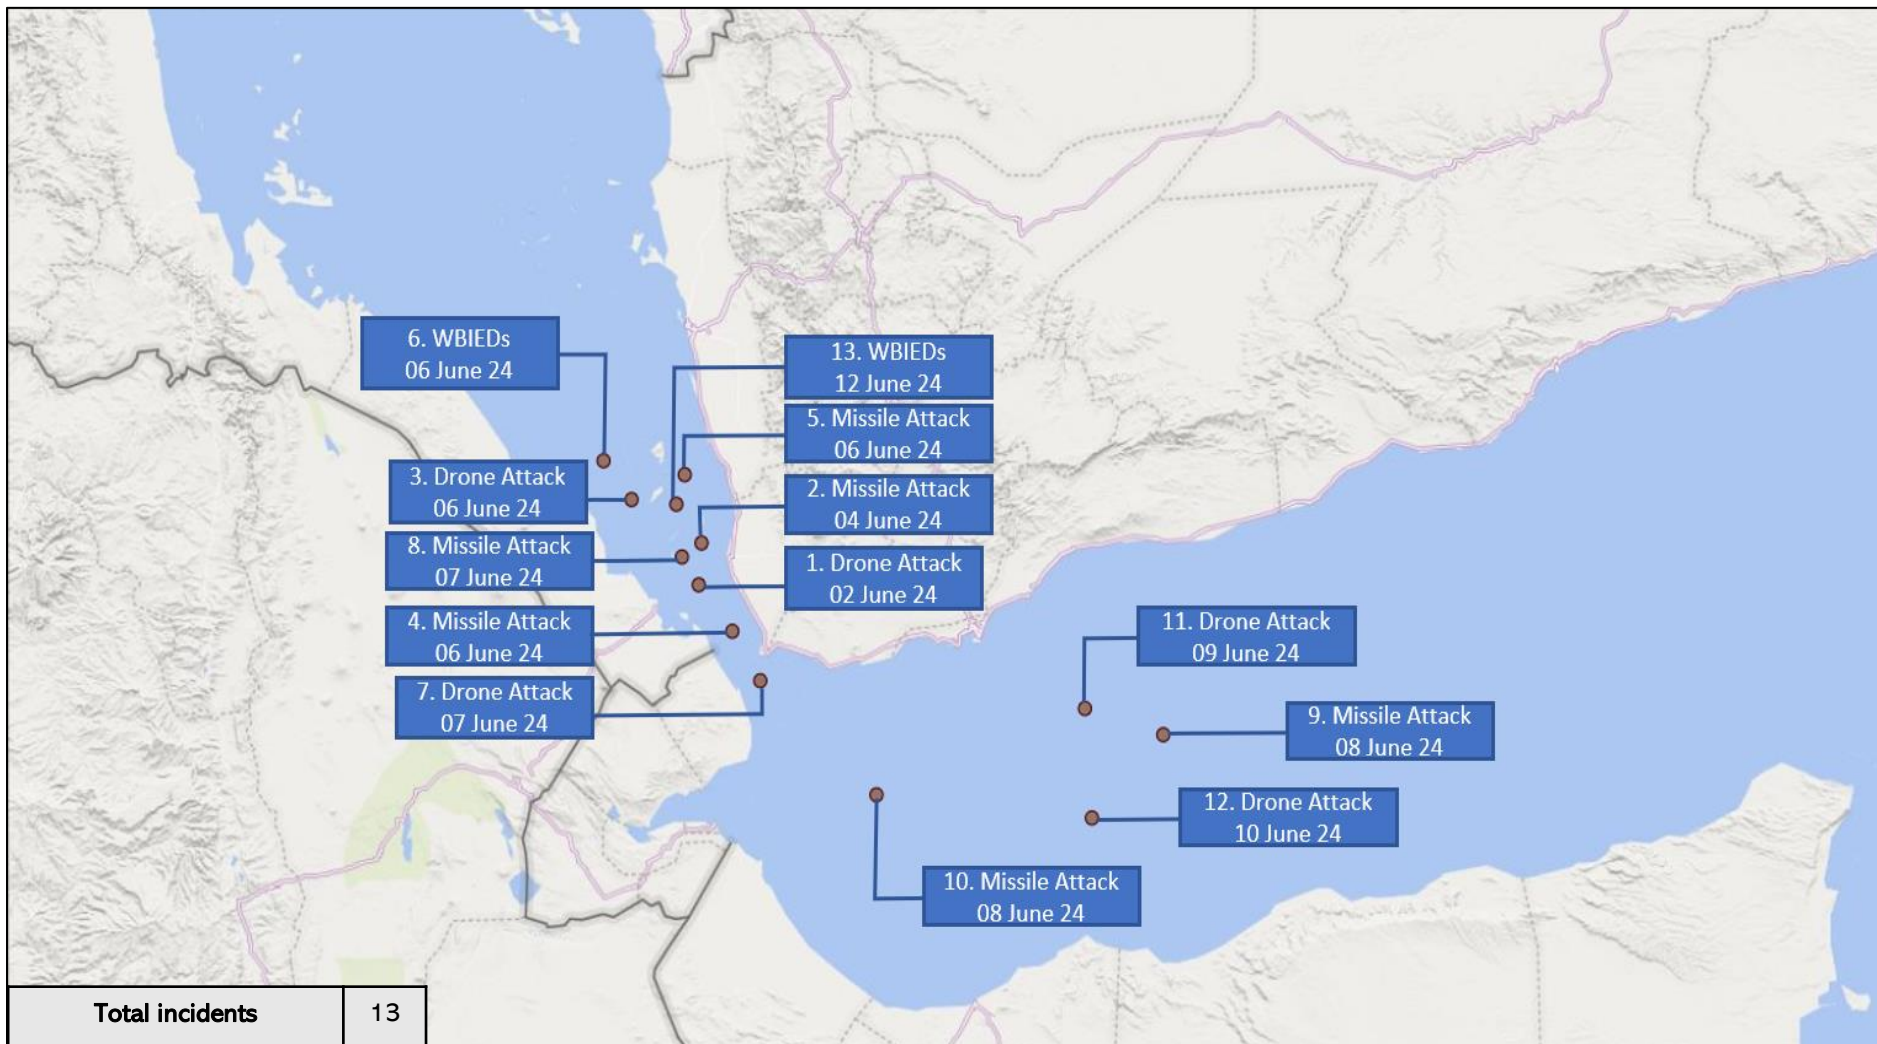 6. WBIEDs
06 June 24
13. WBIEDs
12 June 24
5. Missile Attack
06 June 24
3. Drone Attack
06 June 24
2. Missile Attack
04 June 24
8. Missile Attack
07 June 24
1. Drone Attack
02 June 24
4. Missile Attack
06 June 24
11. Drone Attack
09 June 24
7. Drone Attack
07 June 24
9. Missile Attack
08 June 24
12. Drone Attack
10 June 24
10. Missile Attack
08 June 24
Total incidents 13